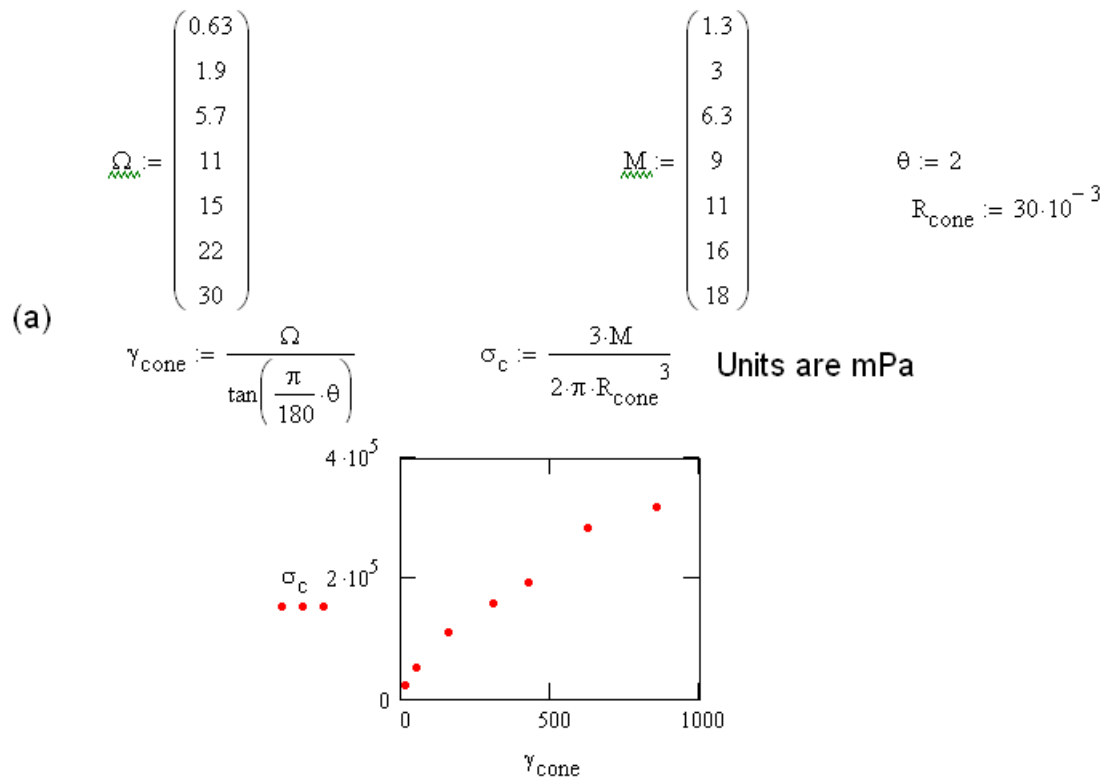 Ω := (0.63 1.9 5.7 11 15 22 30)
M := (1.3 3 6.3 9 11 16 18)
θ := 2
R_cone := 30·10^-3
(a)
γ_cone := Ω / tan(π/180·θ)
σ_c := 3·M / 2·π·R_cone^3
Units are mPa
4·10^5
σ_c 2·10^5
0
0 500 1000
γ_cone